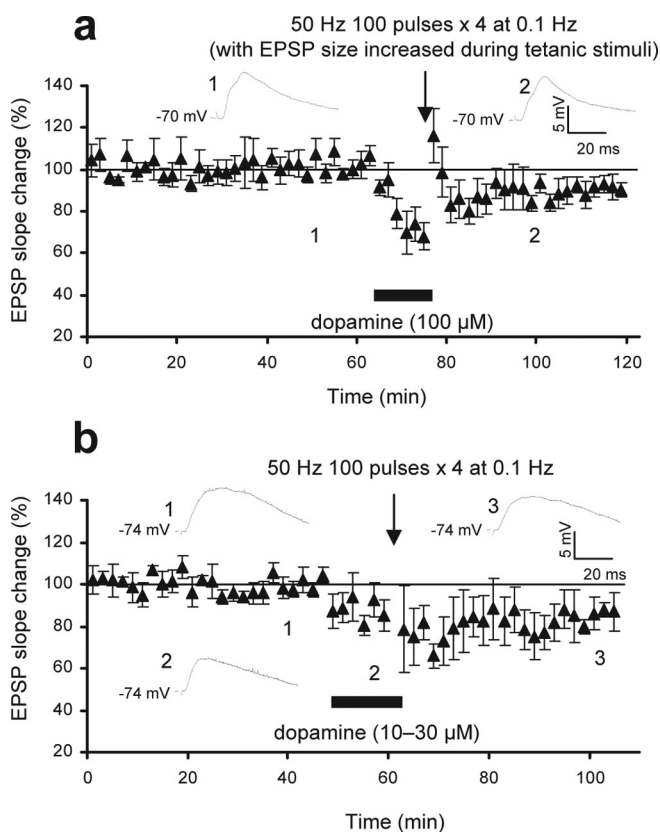 a
50 Hz 100 pulses x 4 at 0.1 Hz
(with EPSP size increased during tetanic stimuli)
EPSP slope change (%)
140
120
100
80
60
40
20
1
-70 mV
2
-70 mV
5 mV
20 ms
1
2
dopamine (100 µM)
0
20
40
60
80
100
120
Time (min)
b
50 Hz 100 pulses x 4 at 0.1 Hz
EPSP slope change (%)
140
120
100
80
60
40
20
1
-74 mV
3
-74 mV
5 mV
20 ms
1
2
3
2
-74 mV
dopamine (10–30 µM)
0
20
40
60
80
100
Time (min)